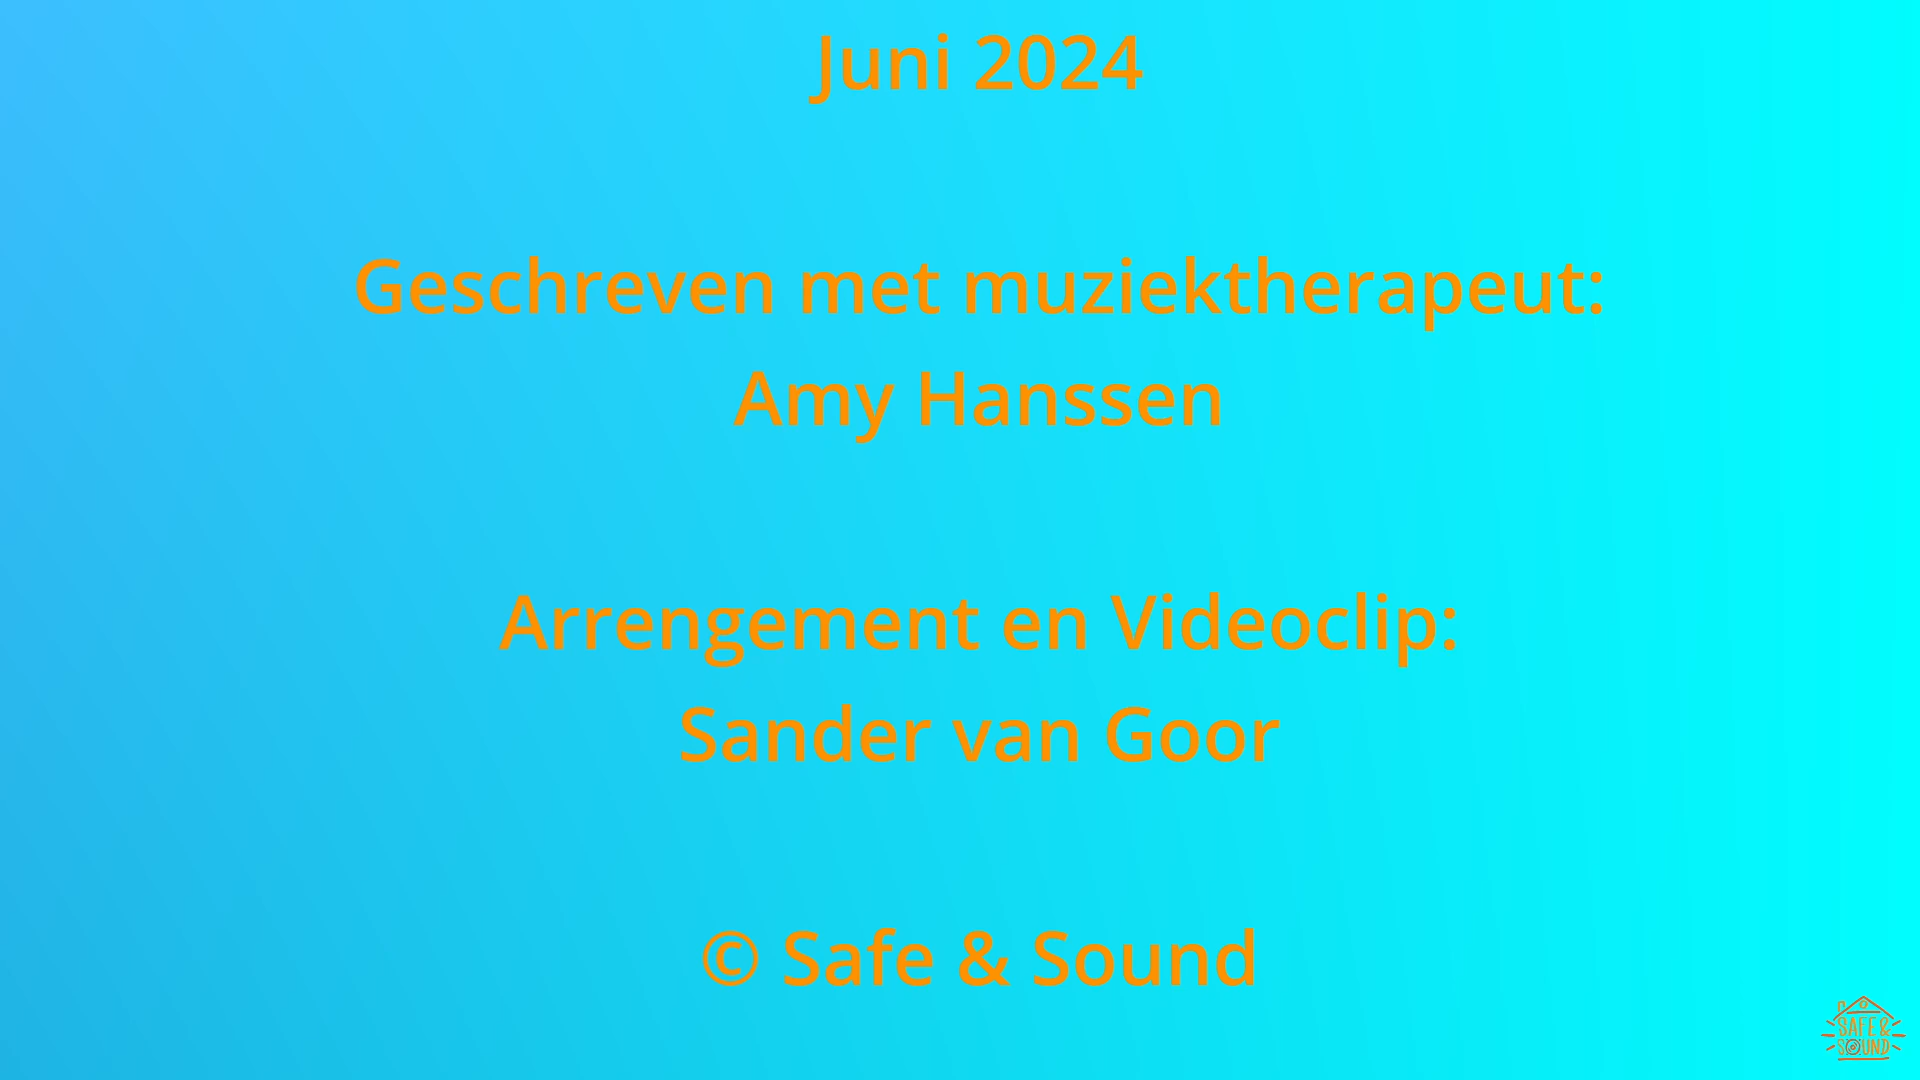 Juni 2024
Geschreven met muziektherapeut:
Amy Hanssen
Arrengement en Videoclip:
Sander van Goor
© Safe & Sound
SAFE &
SOUND